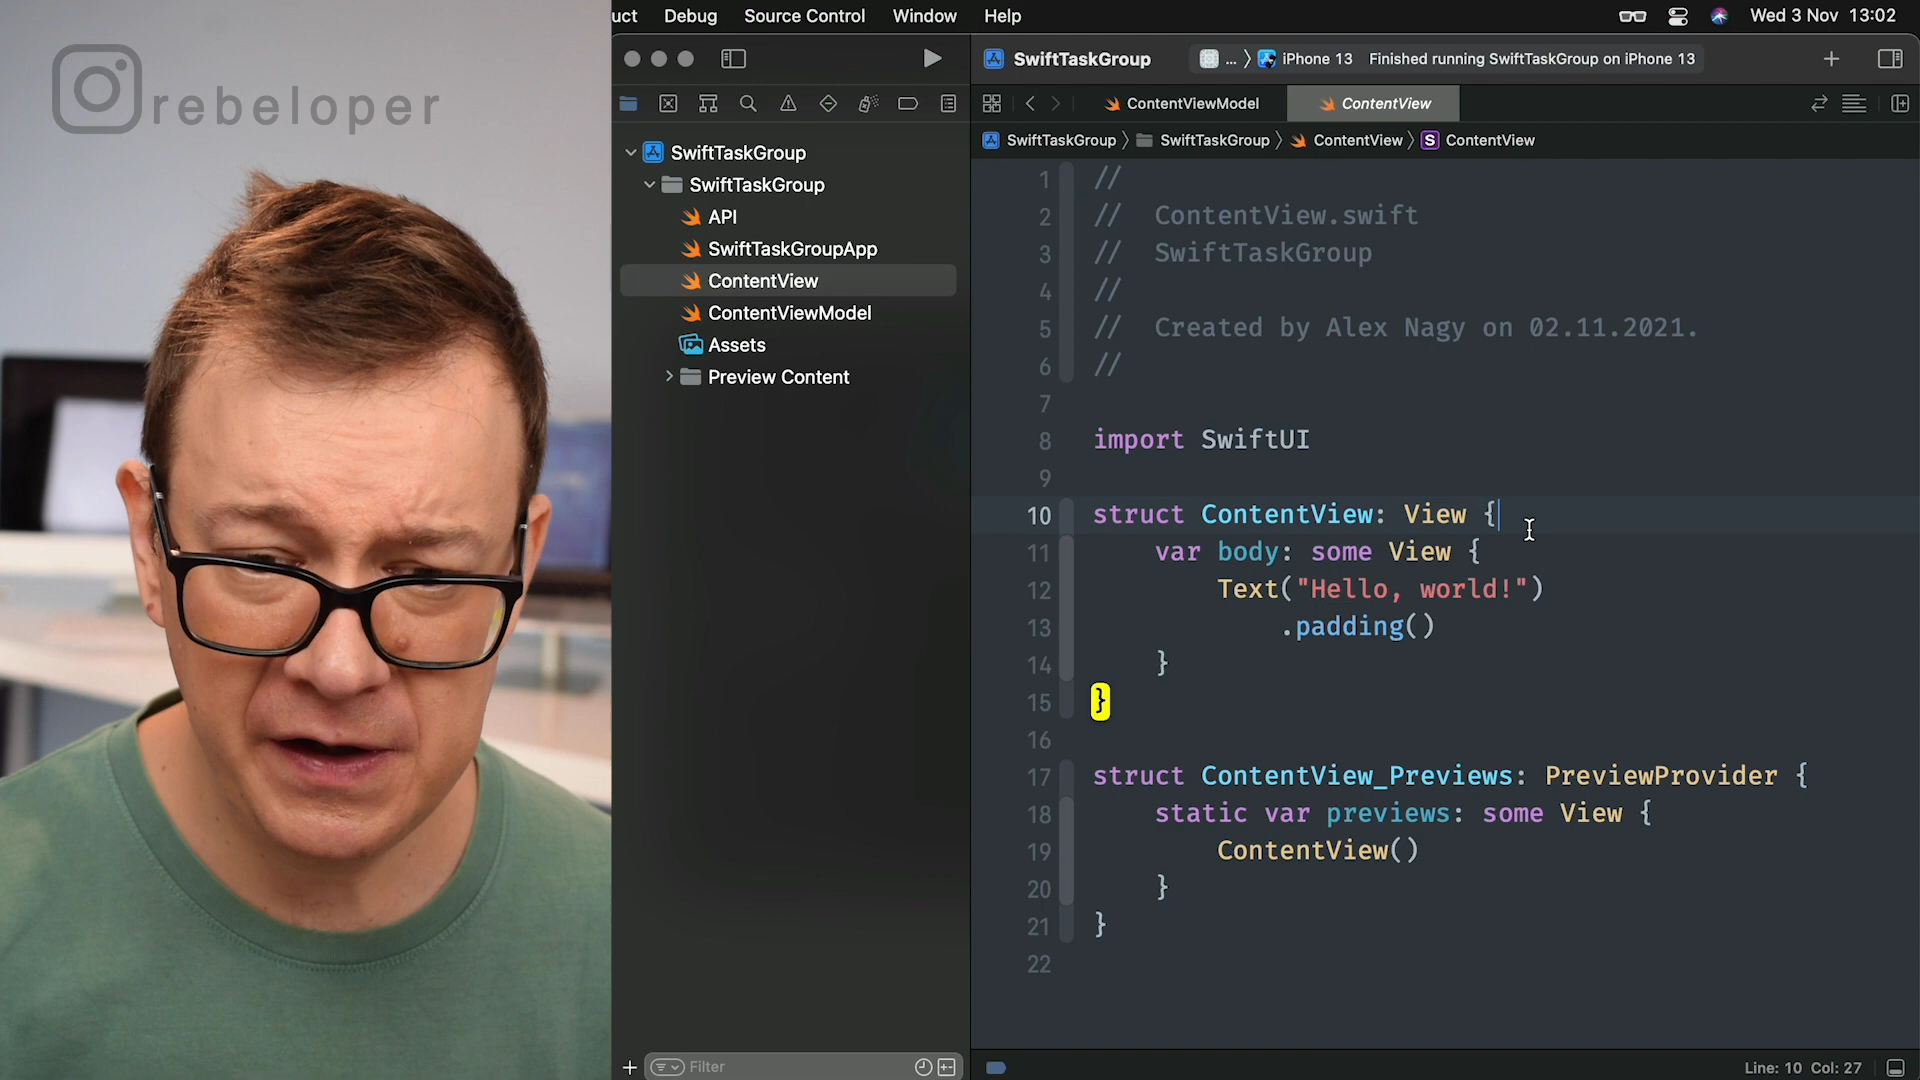 rebeloper
uct Debug Source Control Window Help Wed 3 Nov 13:02
SwiftTaskGroup ... iPhone 13 Finished running SwiftTaskGroup on iPhone 13
ContentViewModel ContentView
SwiftTaskGroup SwiftTaskGroup ContentView S ContentView
SwiftTaskGroup
SwiftTaskGroup
API
SwiftTaskGroupApp
ContentView
ContentViewModel
Assets
Preview Content
Filter
1 //
2 // ContentView.swift
3 // SwiftTaskGroup
4 //
5 // Created by Alex Nagy on 02.11.2021.
6 //
7
8 import SwiftUI
9
10 struct ContentView: View {
11 var body: some View {
12 Text("Hello, world!")
13 .padding()
14 }
15 }
16
17 struct ContentView_Previews: PreviewProvider {
18 static var previews: some View {
19 ContentView()
20 }
21 }
22
Line: 10 Col: 27